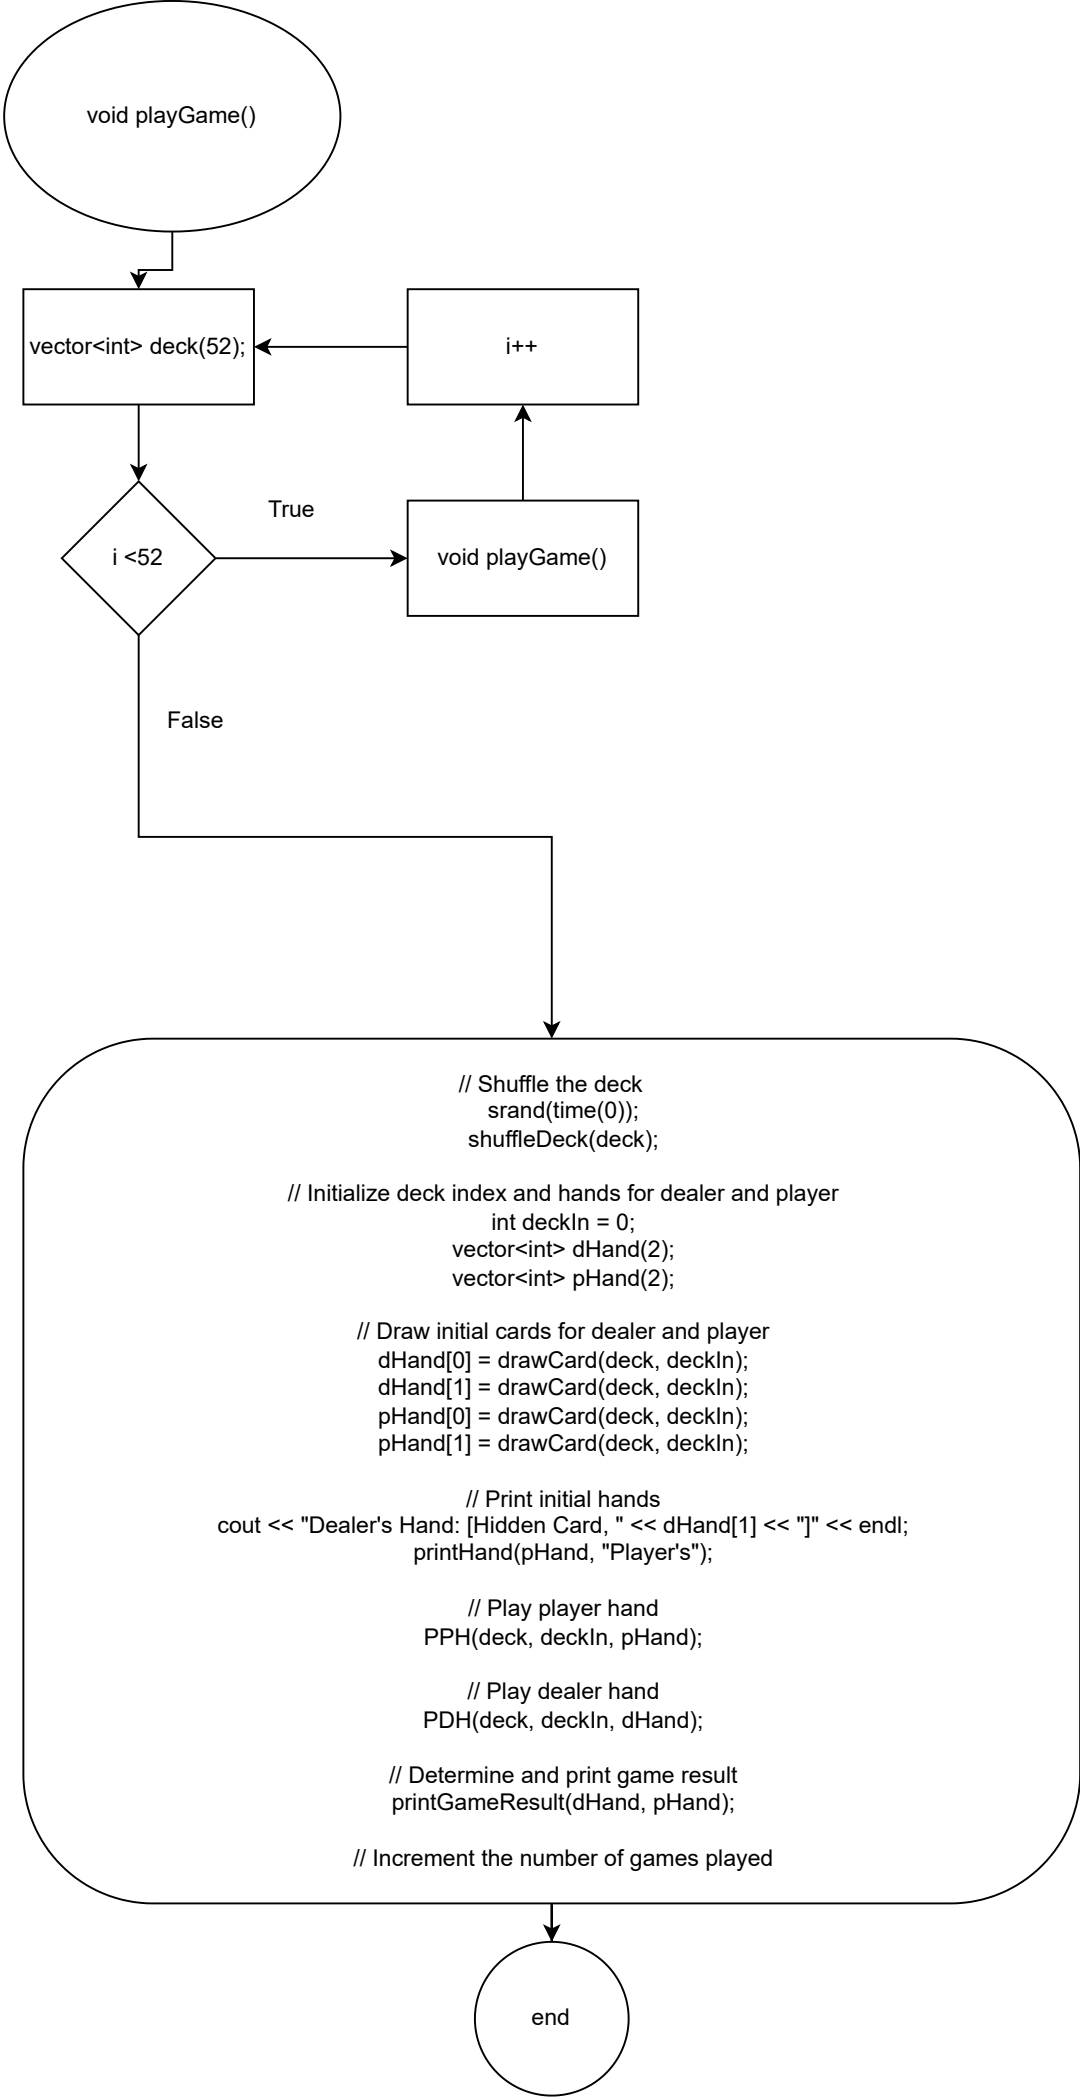 void playGame()
vector<int> deck(52);
i++
i <52
True
void playGame()
False
// Shuffle the deck
srand(time(0));
shuffleDeck(deck);
// Initialize deck index and hands for dealer and player
int deckIn = 0;
vector<int> dHand(2);
vector<int> pHand(2);
// Draw initial cards for dealer and player
dHand[0] = drawCard(deck, deckIn);
dHand[1] = drawCard(deck, deckIn);
pHand[0] = drawCard(deck, deckIn);
pHand[1] = drawCard(deck, deckIn);
// Print initial hands
cout << "Dealer's Hand: [Hidden Card, " << dHand[1] << "]" << endl;
printHand(pHand, "Player's");
// Play player hand
PPH(deck, deckIn, pHand);
// Play dealer hand
PDH(deck, deckIn, dHand);
// Determine and print game result
printGameResult(dHand, pHand);
// Increment the number of games played
end